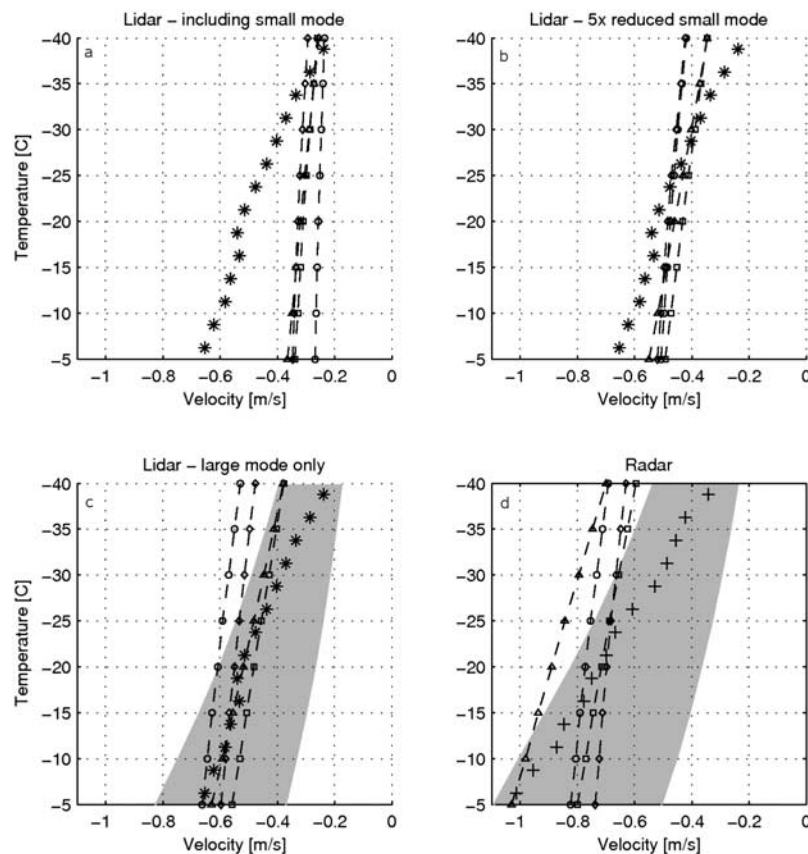 Lidar – including small mode
Lidar – 5x reduced small mode
a
b
Temperature [C]
−40
−35
−30
−25
−20
−15
−10
−5
−40
−35
−30
−25
−20
−15
−10
−5
−1 −0.8 −0.6 −0.4 −0.2 0
−1 −0.8 −0.6 −0.4 −0.2 0
Velocity [m/s]
Velocity [m/s]
Lidar – large mode only
Radar
c
d
Temperature [C]
−40
−35
−30
−25
−20
−15
−10
−5
−40
−35
−30
−25
−20
−15
−10
−5
−1 −0.8 −0.6 −0.4 −0.2 0
−1 −0.8 −0.6 −0.4 −0.2 0
Velocity [m/s]
Velocity [m/s]